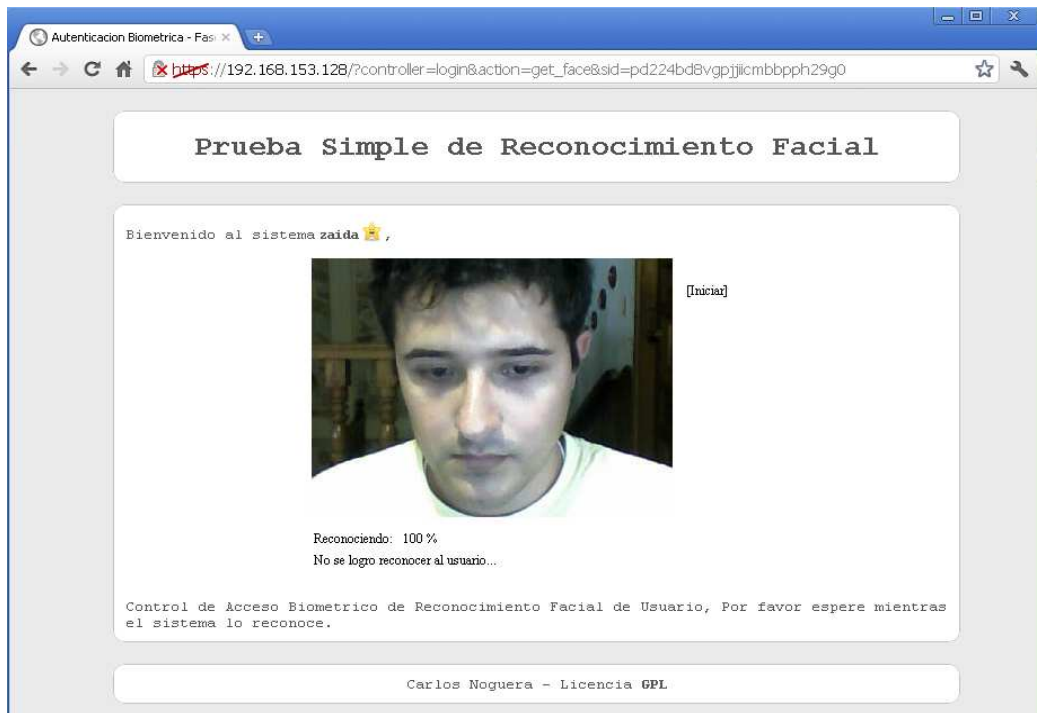 Autenticacion Biometrica - Fas
https://192.168.153.128/?controller=login&action=get_face&sid=pd224bd8vgpjjiicmbbpph29g0
Prueba Simple de Reconocimiento Facial
Bienvenido al sistema zaida ,
[Iniciar]
Reconociendo: 100 %
No se logro reconocer al usuario...
Control de Acceso Biometrico de Reconocimiento Facial de Usuario, Por favor espere mientras
el sistema lo reconoce.
Carlos Noguera - Licencia GPL